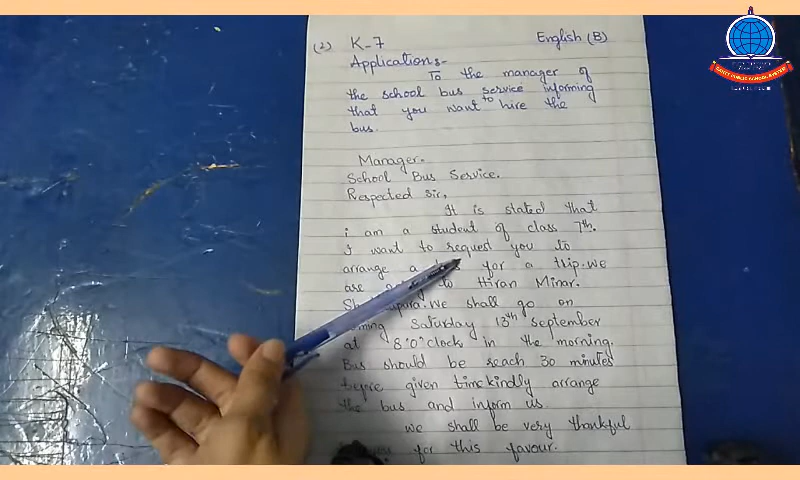 (2) K-7 English (B)
Application:-
To the manager of
the school bus service informing
that you want to hire the
bus.
Manager.
School Bus Service.
Respected Sir,
It is stated that
i am a student of class 7th.
I want to request you to
arrange a for a trip. We
are to Hiran Minar.
We shall go on
Saturday 13th september
at 8'0'clock in the morning.
Bus should be reach 30 minutes
before given time kindly arrange
the bus and inform us.
we shall be very thankful
for this favour.